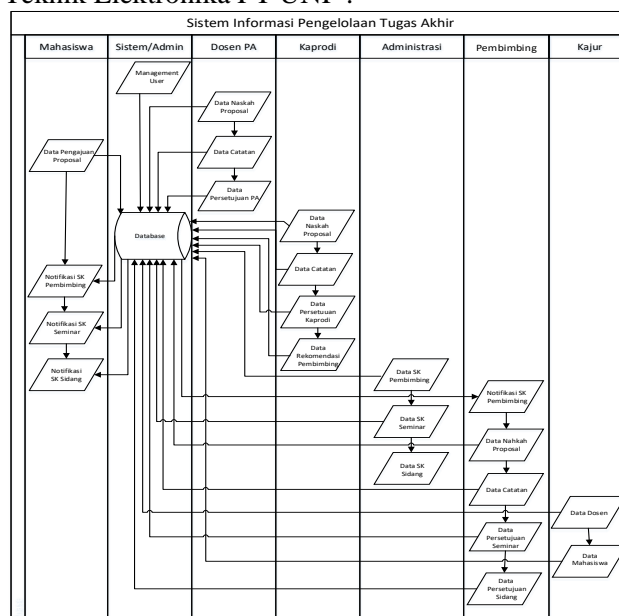 Teknik Elektronika FT UNP :
Sistem Informasi Pengelolaan Tugas Akhir
Mahasiswa
Sistem/Admin
Dosen PA
Kaprodi
Administrasi
Pembimbing
Kajur
Management
User
Data Naskah
Proposal
Data Pengajuan
Proposal
Data Catatan
Data
Persetujuan PA
Database
Data
Naskah
Proposal
Data Catatan
Notifikasi SK
Pembimbing
Data
Persetuuan
Kaprodi
Notifikasi SK
Seminar
Data
Rekomendasi
Pembimbing
Notifikasi
SK Sidang
Data SK
Pembimbing
Notifikasi SK
Pembimbing
Data SK
Seminar
Data Nahkah
Proposal
Data SK
Sidang
Data Catatan
Data Dosen
Data
Persetujuan
Seminar
Data
Mahasiswa
Data
Persetujuan
Sidang